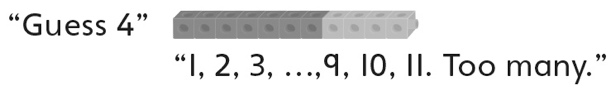 “Guess 4”
“1, 2, 3, ...,9, 10, 11. Too many.”